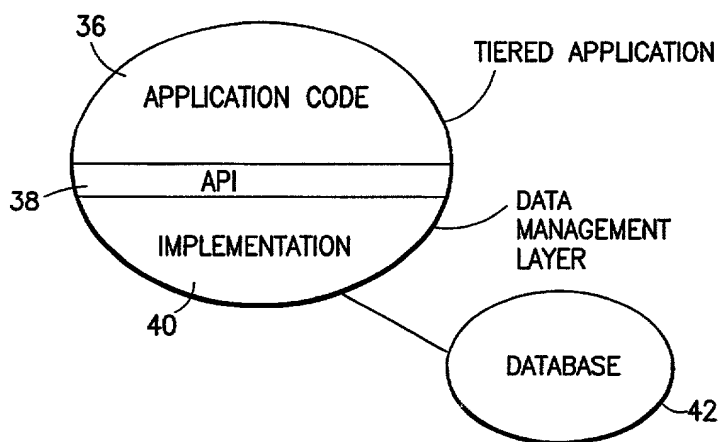 36
TIERED APPLICATION
APPLICATION CODE
API
38
DATA
MANAGEMENT
LAYER
IMPLEMENTATION
40
DATABASE
42